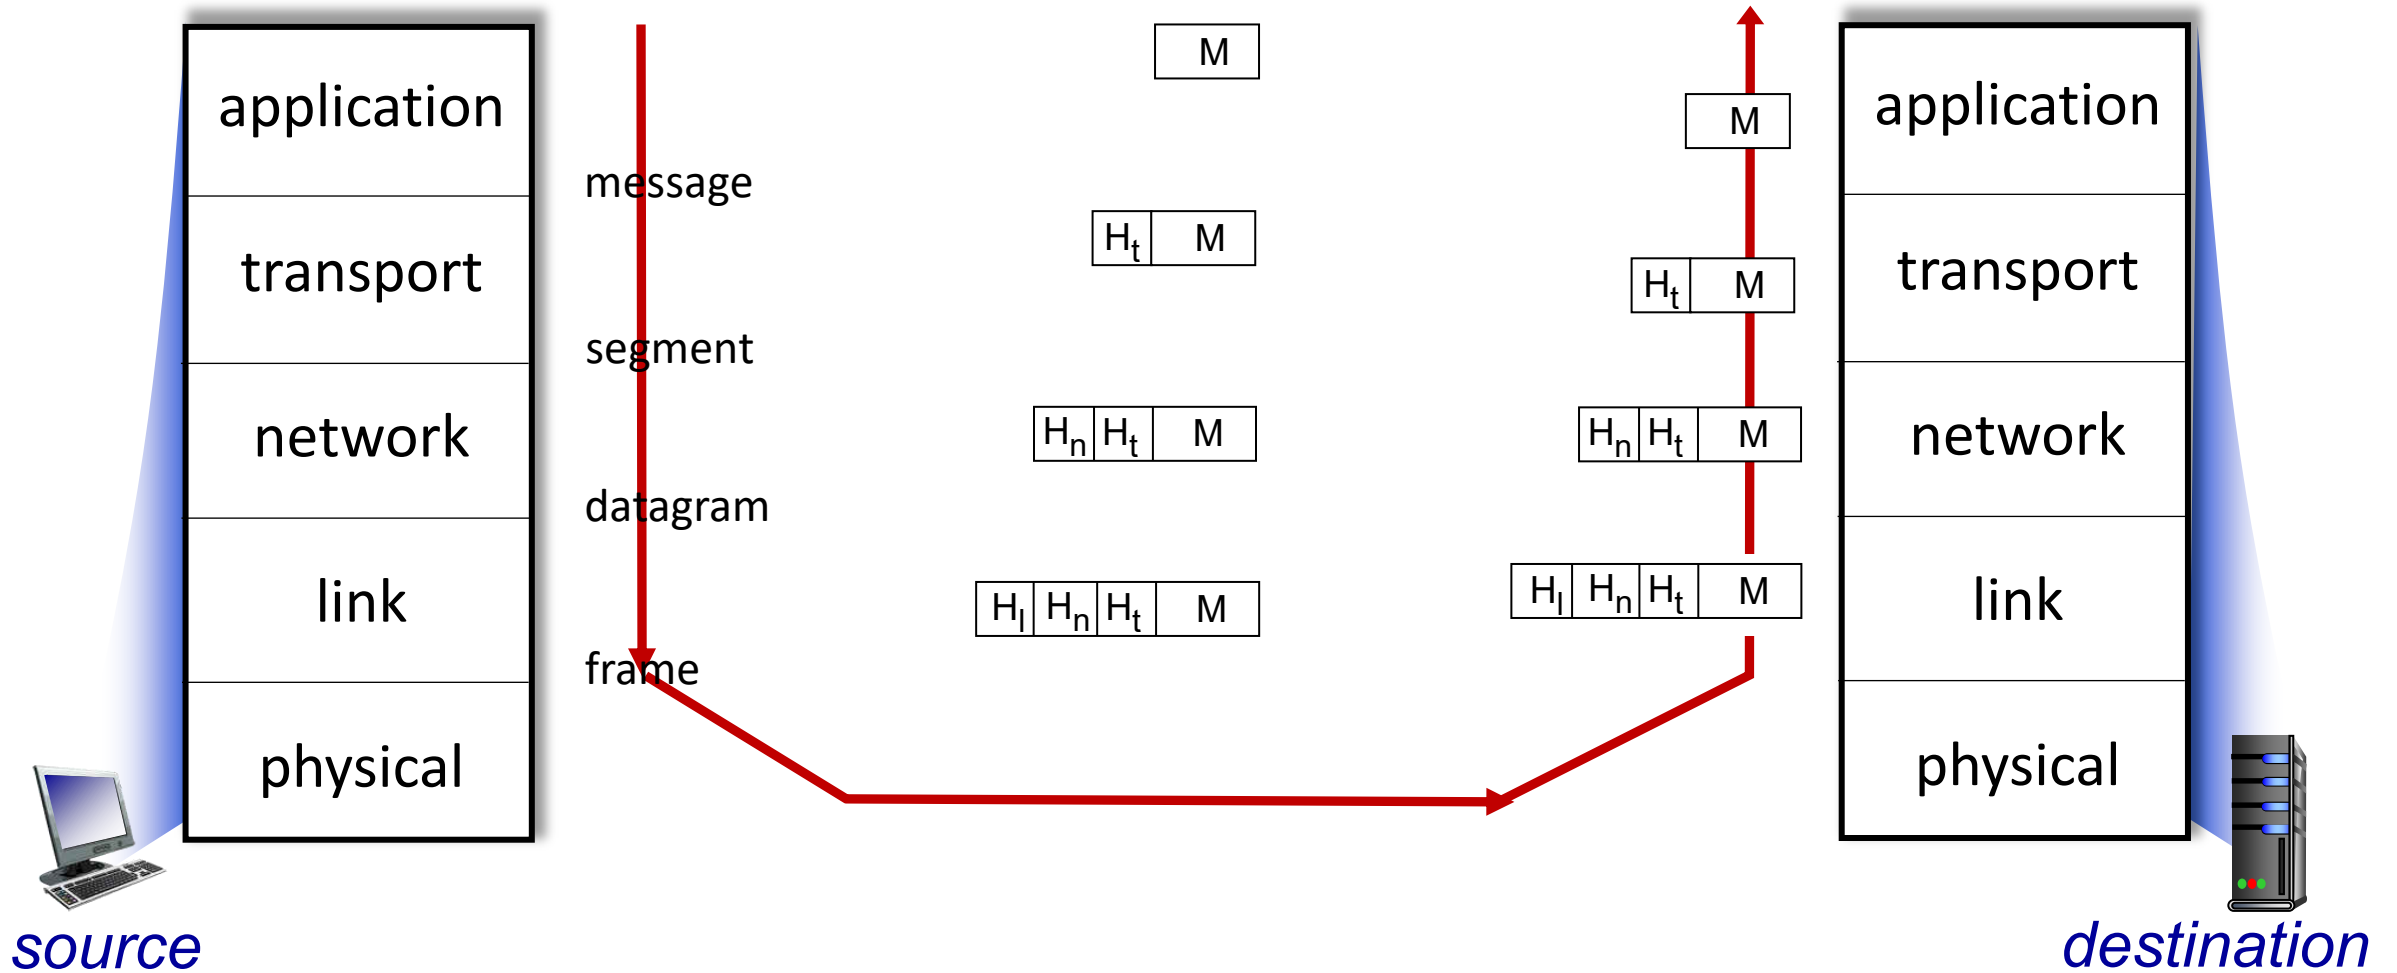 application
transport
network
link
physical
source
message
segment
datagram
frame
M
Ht M
Hn Ht M
Hl Hn Ht M
M
Ht M
Hn Ht M
Hl Hn Ht M
application
transport
network
link
physical
destination